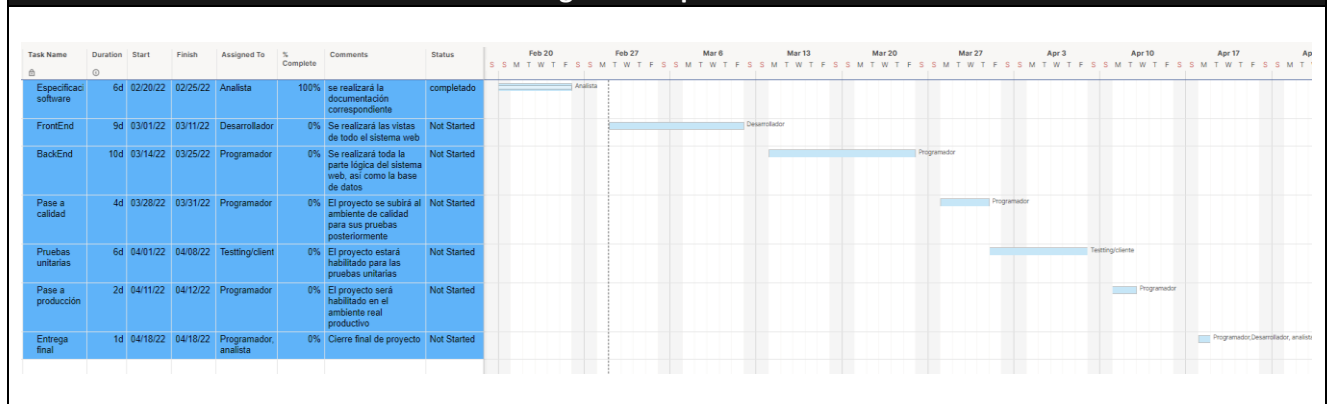 Task Name Duration Start Finish Assigned To % Complete Comments Status
Feb 20 Feb 27 Mar 6 Mar 13 Mar 20 Mar 27 Apr 3 Apr 10 Apr 17 Ap
S S M T W T F S S M T W T F S S M T W T F S S M T W T F S S M T W T F S S M T W T F S S M T W T F S S M T W T F S S M T W T F S S M T
Especificaci software 6d 02/20/22 02/25/22 Analista 100% se realizará la documentación correspondiente completado
Analista
FrontEnd 9d 03/01/22 03/11/22 Desarrollador 0% Se realizará las vistas de todo el sistema web Not Started
Desarrollador
BackEnd 10d 03/14/22 03/25/22 Programador 0% Se realizará toda la parte lógica del sistema web, así como la base de datos Not Started
Programador
Pase a calidad 4d 03/28/22 03/31/22 Programador 0% El proyecto se subirá al ambiente de calidad para sus pruebas posteriormente Not Started
Programador
Pruebas unitarias 6d 04/01/22 04/08/22 Testting/client 0% El proyecto estará habilitado para las pruebas unitarias Not Started
Testting/cliente
Pase a producción 2d 04/11/22 04/12/22 Programador 0% El proyecto será habilitado en el ambiente real productivo Not Started
Programador
Entrega final 1d 04/18/22 04/18/22 Programador, analista 0% Cierre final de proyecto Not Started
Programador,Desarrollador, analista